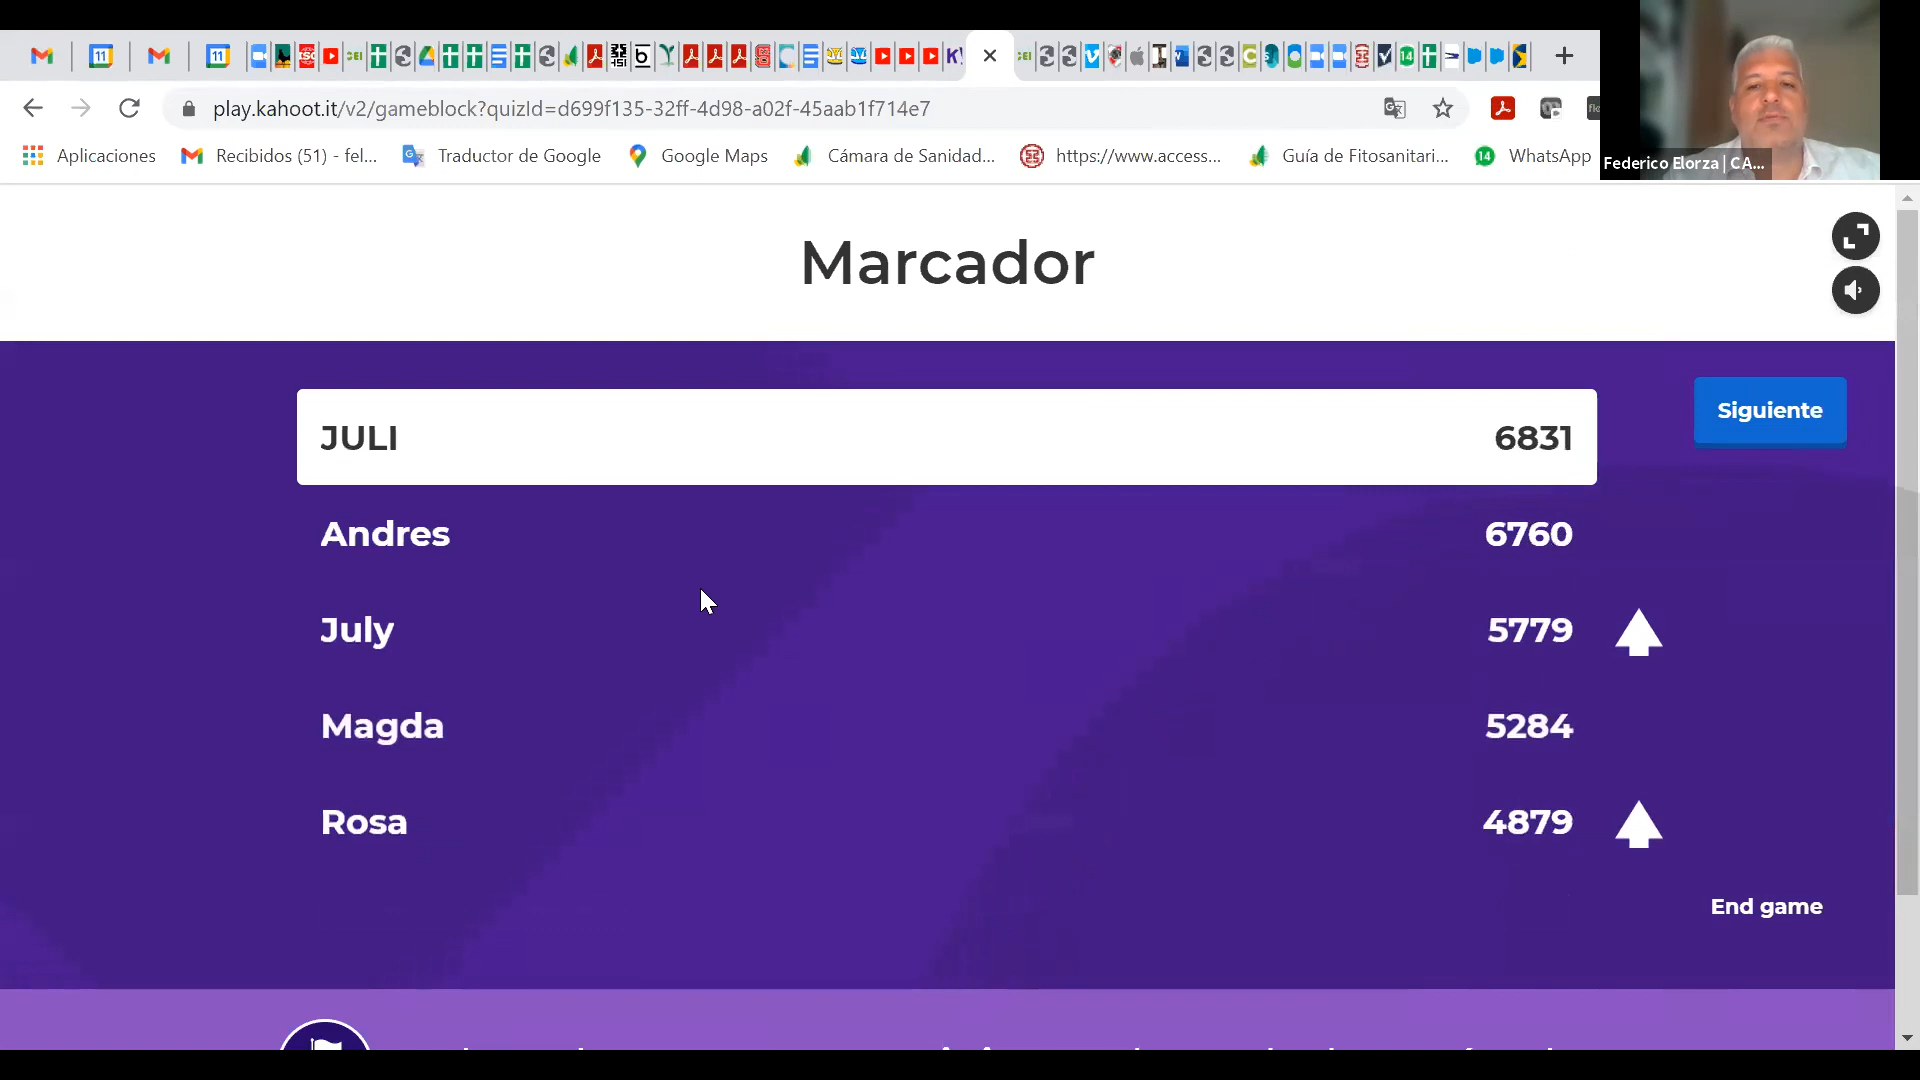 play.kahoot.it/v2/gameblock?quizId=d699f135-32ff-4d98-a02f-45aab1f714e7
Aplicaciones
Recibidos (51) - fel...
Traductor de Google
Google Maps
Cámara de Sanidad...
https://www.access...
Guía de Fitosanitari...
WhatsApp
Federico Elorza | CA...
Marcador
Siguiente
JULI 6831
Andres 6760
July 5779
Magda 5284
Rosa 4879
End game